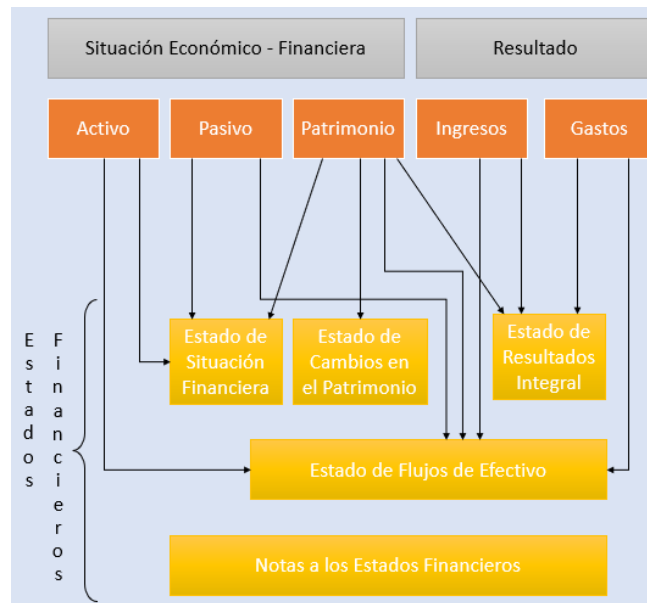 Situación Económico - Financiera
Resultado
Activo
Pasivo
Patrimonio
Ingresos
Gastos
Estados
Financieros
Estado de
Situación
Financiera
Estado de
Cambios en
el Patrimonio
Estado de
Resultados
Integral
Estado de Flujos de Efectivo
Notas a los Estados Financieros